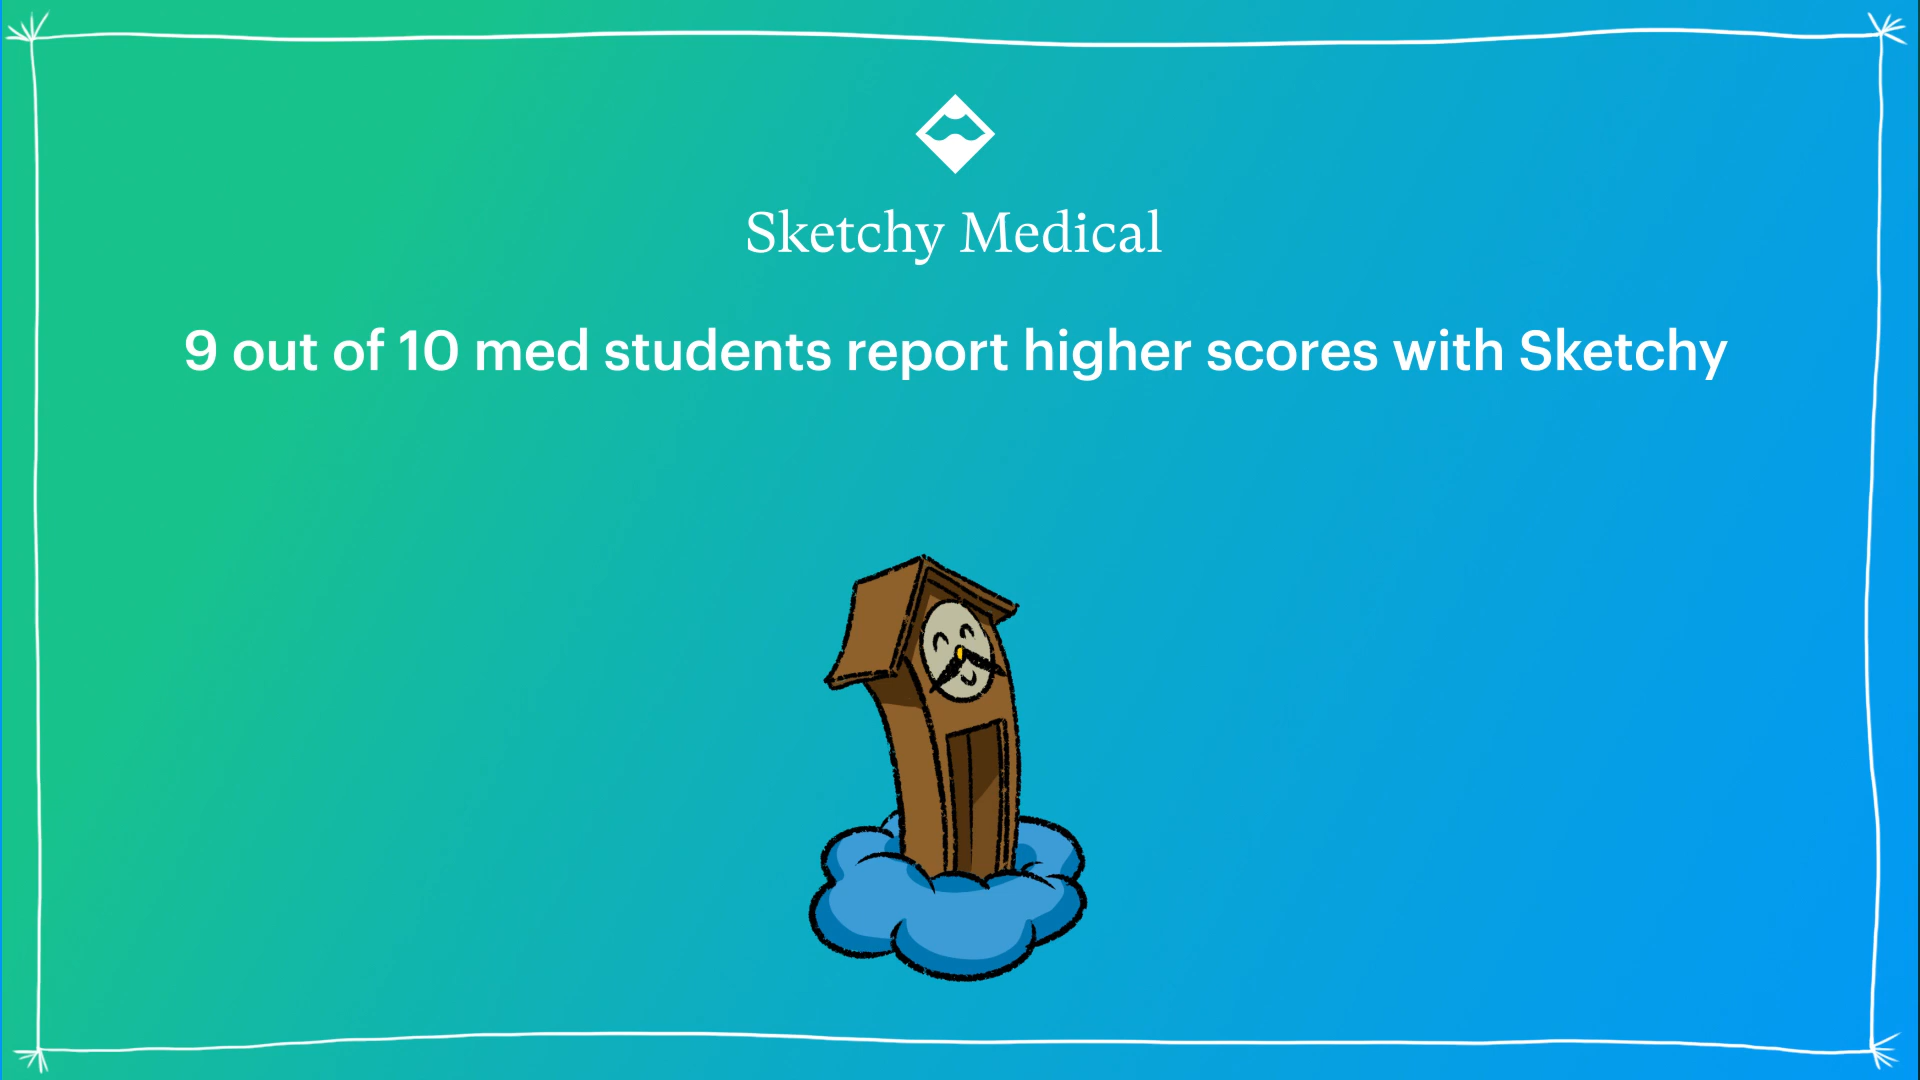 Sketchy Medical
9 out of 10 med students report higher scores with Sketchy